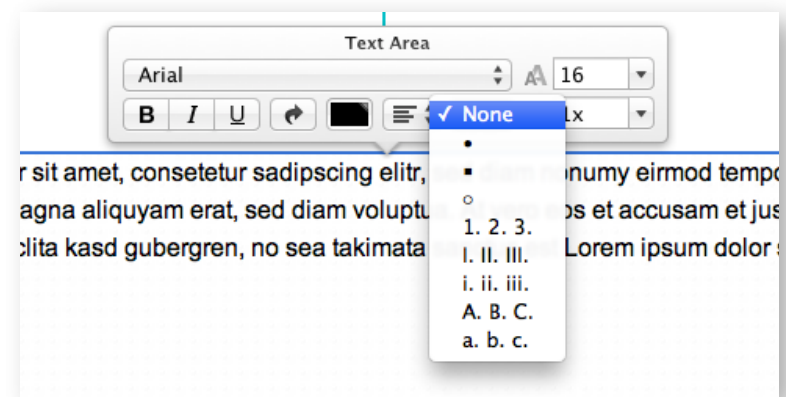 Text Area
Arial 16
B I U ✓ None 1x
•
▪
○
1. 2. 3.
I. II. III.
i. ii. iii.
A. B. C.
a. b. c.
r sit amet, consetetur sadipscing elitr, sed diam nonumy eirmod tempo
agna aliquyam erat, sed diam voluptua. At vero eos et accusam et jus
clita kasd gubergren, no sea takimata Lorem ipsum dolor s